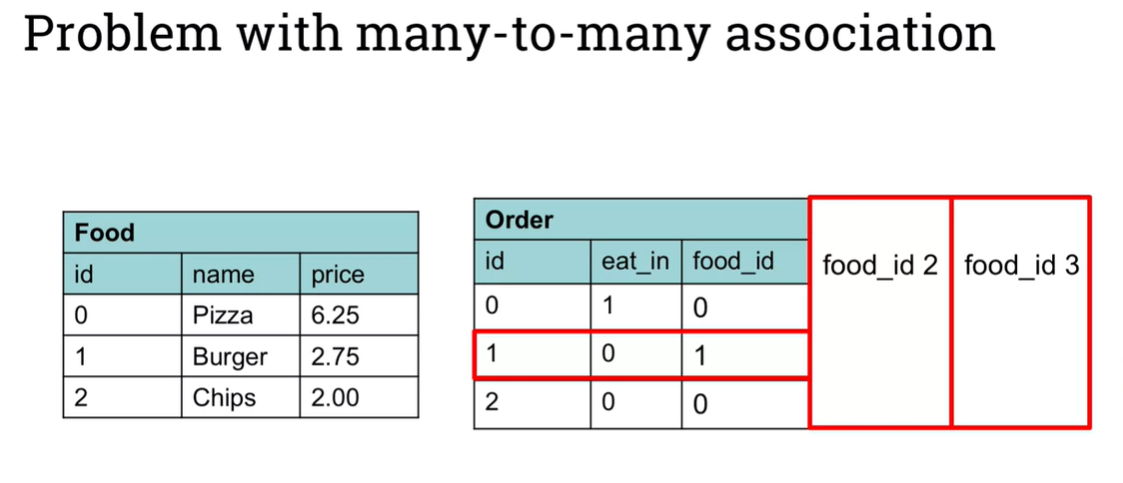 Problem with many-to-many association
Food
id name price
0 Pizza 6.25
1 Burger 2.75
2 Chips 2.00
Order
id eat_in food_id food_id 2 food_id 3
0 1 0
1 0 1
2 0 0